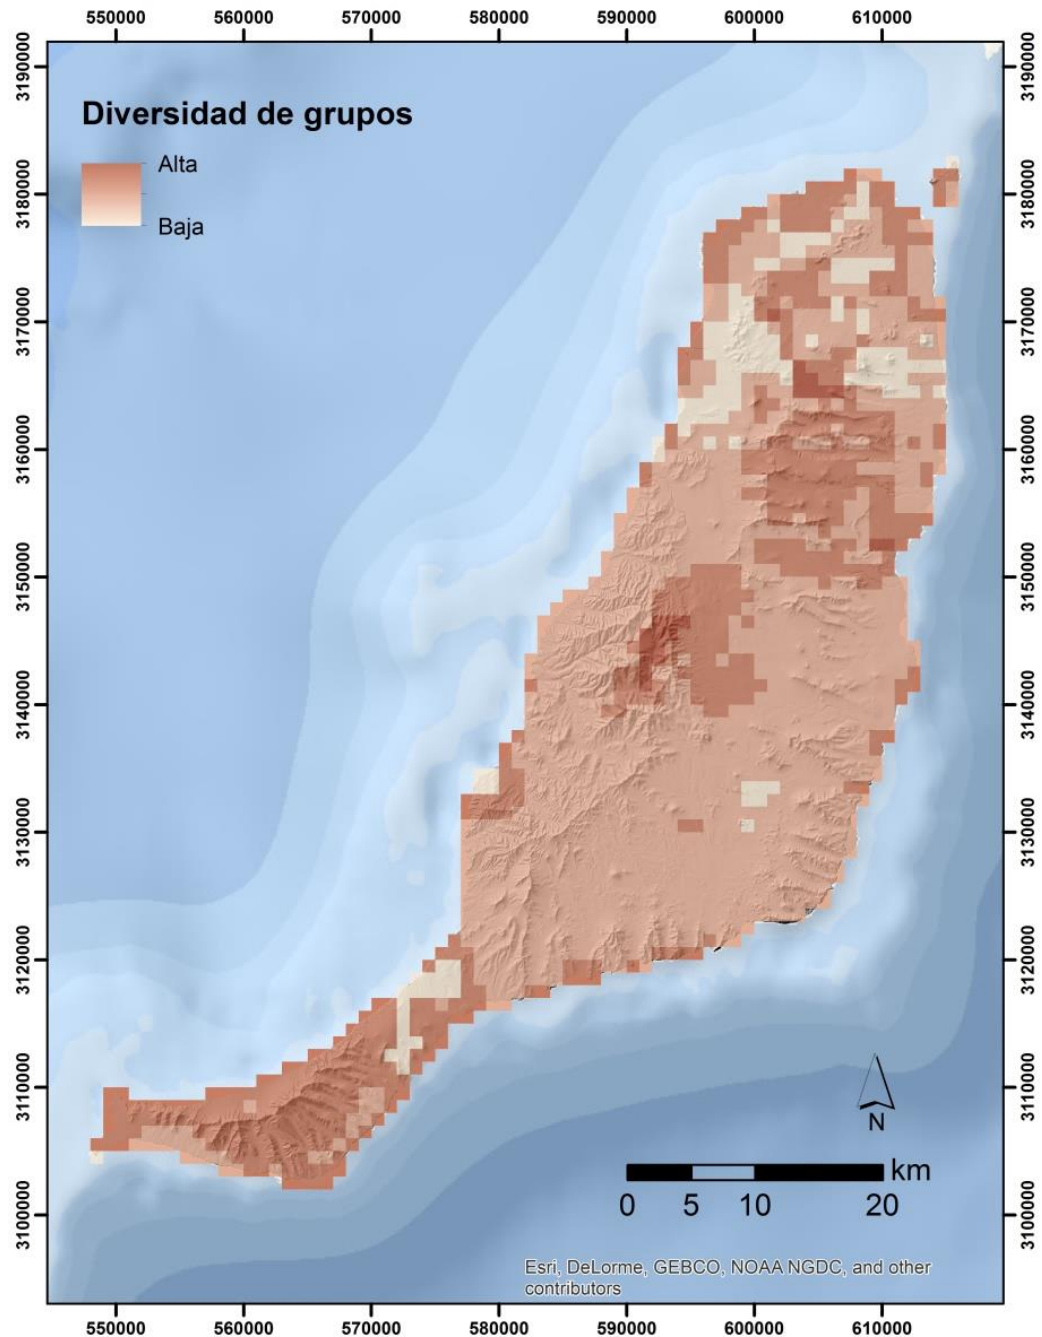 550000 560000 570000 580000 590000 600000 610000
3190000 3190000
Diversidad de grupos
Alta
Baja
3180000 3180000
3170000 3170000
3160000 3160000
3150000 3150000
3140000 3140000
3130000 3130000
3120000 3120000
3110000 3110000
N
km
0 5 10 20
3100000 3100000
Esri, DeLorme, GEBCO, NOAA NGDC, and other
contributors
550000 560000 570000 580000 590000 600000 610000